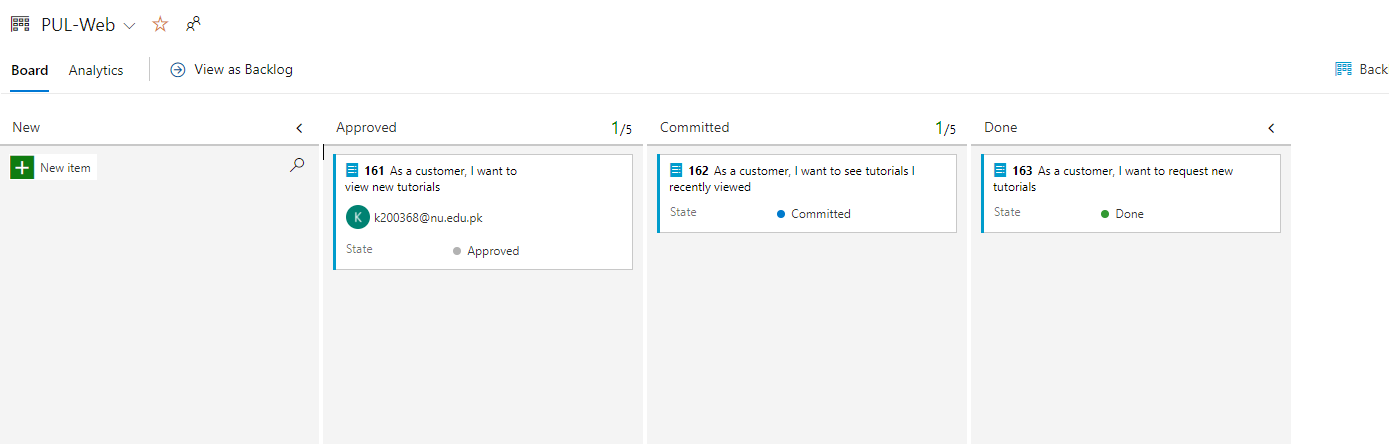 PUL-Web
Board Analytics View as Backlog Back
New
New item
Approved 1/5
161 As a customer, I want to
view new tutorials
K k200368@nu.edu.pk
State Approved
Committed 1/5
162 As a customer, I want to see tutorials I
recently viewed
State Committed
Done
163 As a customer, I want to request new
tutorials
State Done